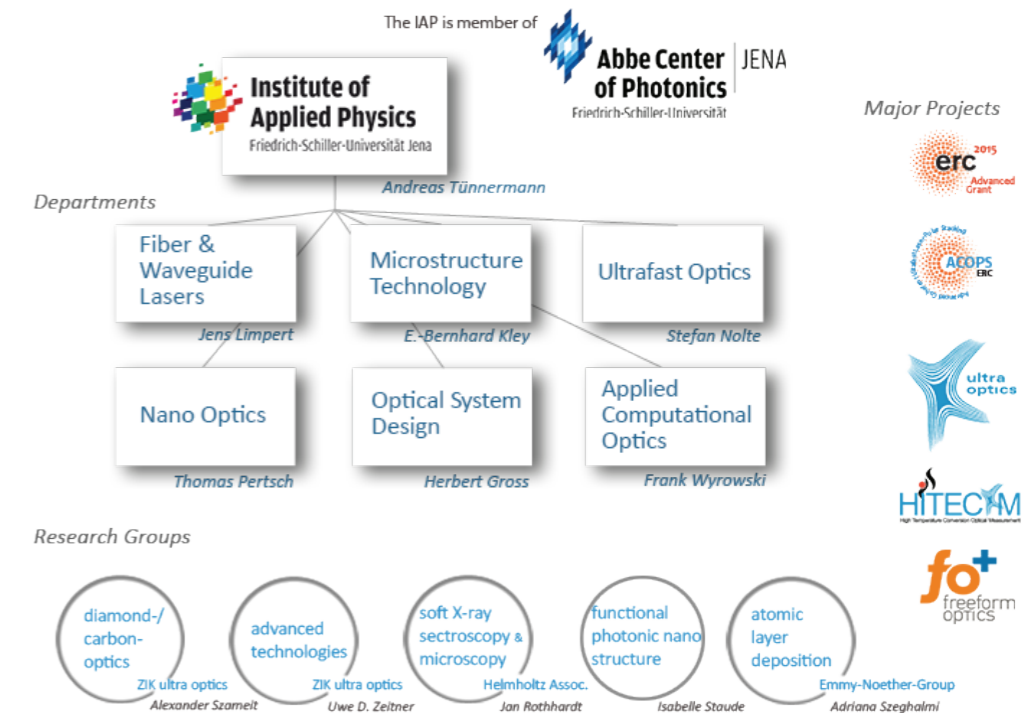 The IAP is member of
Abbe Center
of Photonics
JENA
Friedrich-Schiller-Universität
Institute of
Applied Physics
Friedrich-Schiller-Universität Jena
Andreas Tünnermann
Major Projects
erc
2015
Advanced
Grant
ACOPS
ERC
ultra
optics
HITECOM
High Temperature Conversion Optical Measurement
fo+
freeform
optics
Departments
Fiber &
Waveguide
Lasers
Jens Limpert
Microstructure
Technology
E.-Bernhard Kley
Ultrafast Optics
Stefan Nolte
Nano Optics
Thomas Pertsch
Optical System
Design
Herbert Gross
Applied
Computational
Optics
Frank Wyrowski
Research Groups
diamond-/
carbon-
optics
ZIK ultra optics
Alexander Szameit
advanced
technologies
ZIK ultra optics
Uwe D. Zeitner
soft X-ray
sectroscopy &
microscopy
Helmholtz Assoc.
Jan Rothhardt
functional
photonic nano
structure
Isabelle Staude
atomic
layer
deposition
Emmy-Noether-Group
Adriana Szeghalmi